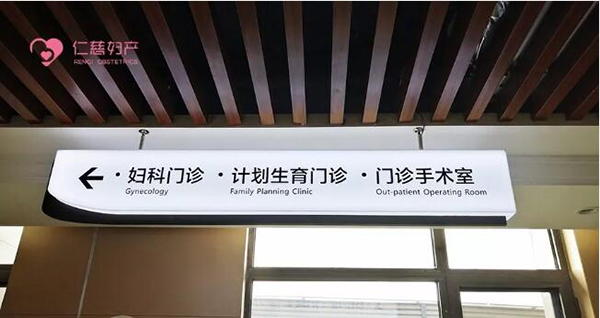 仁慈妇产
RENCI OBSTETRICS
← ·妇科门诊 ·计划生育门诊 ·门诊手术室
Gynecology Family Planning Clinic Out-patient Operating Room